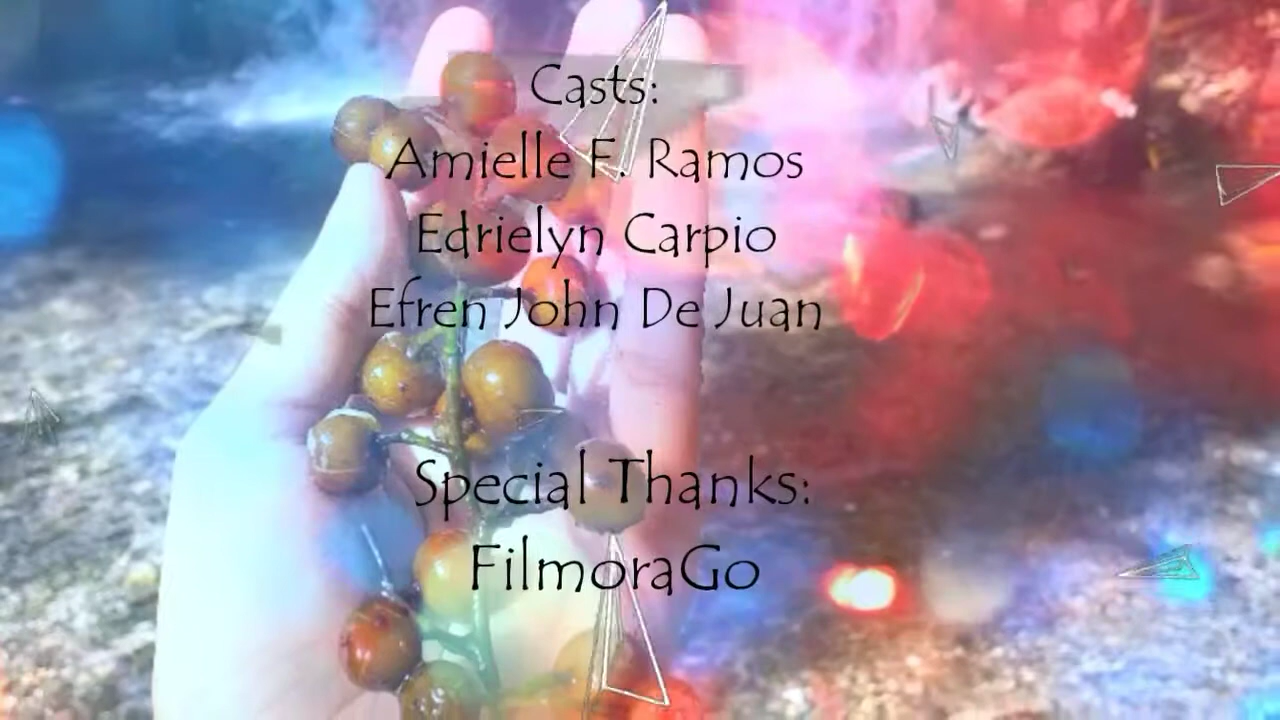 Casts:
Amielle F. Ramos
Edrielyn Carpio
Efren John De Juan
Special Thanks:
FilmoraGo